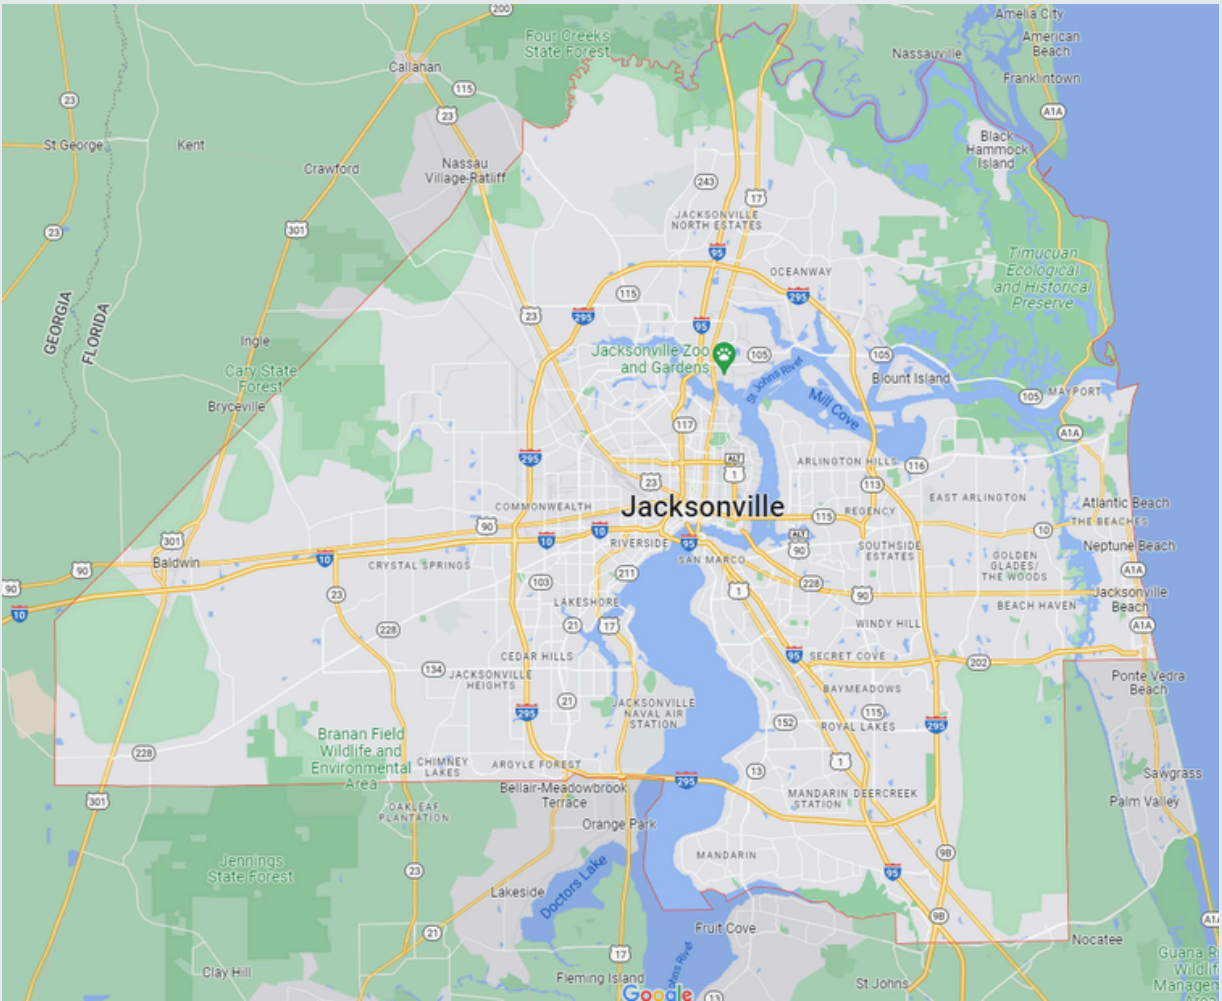 200
Amelia City
Four Creeks
State Forest
American
Beach
Nassauville
Callahan
Franklintown
115
23
23
A1A
St George
Kent
Black
Hammock
Island
Crawford
Nassau
Village-Ratliff
243
17
JACKSONVILLE
NORTH ESTATES
301
23
95
Timucuan
Ecological
and Historical
Preserve
OCEANWAY
GEORGIA
FLORIDA
115
295
23
295
95
Ingle
Jacksonville Zoo
and Gardens
105
105
Cary State
Forest
St Johns River
Blount Island
Mill Cove
105
MAYPORT
Bryceville
117
A1A
295
ALT
1
ARLINGTON HILLS
116
23
113
Jacksonville
COMMONWEALTH
EAST ARLINGTON
Atlantic Beach
90
115
REGENCY
THE BEACHES
10
10
301
10
RIVERSIDE
95
ALT
90
SOUTHSIDE
ESTATES
Neptune Beach
Baldwin
10
CRYSTAL SPRINGS
SAN MARCO
GOLDEN
GLADES/
THE WOODS
90
90
211
A1A
103
228
1
90
Jacksonville
Beach
23
LAKESHORE
BEACH HAVEN
10
228
21
17
WINDY HILL
A1A
CEDAR HILLS
95
SECRET COVE
202
134
JACKSONVILLE
HEIGHTS
Ponte Vedra
Beach
BAYMEADOWS
21
JACKSONVILLE
NAVAL AIR
STATION
295
115
152
ROYAL LAKES
295
Branan Field
Wildlife and
Environmental
Area
228
CHIMNEY
LAKES
ARGYLE FOREST
1
13
295
Sawgrass
301
Bellair-Meadowbrook
Terrace
MANDARIN
STATION
DEERCREEK
Palm Valley
OAKLEAF
PLANTATION
Orange Park
MANDARIN
9B
Jennings
State Forest
23
95
Doctors Lake
Lakeside
9B
21
Fruit Cove
Nocatee
17
ohns River
Clay Hill
Fleming Island
St Johns
Google
13